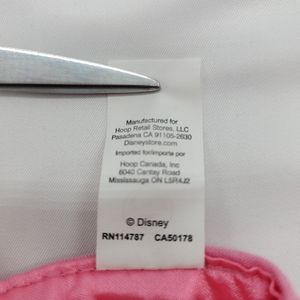 Manufactured for
Hoop Retail Stores, LLC
Pasadena CA 91105-2630
Disneystore.com
Imported for/Importe par
Hoop Canada, Inc
6040 Cantay Road
Mississauga ON L5R4J2
© Disney
RN114787 CA50178